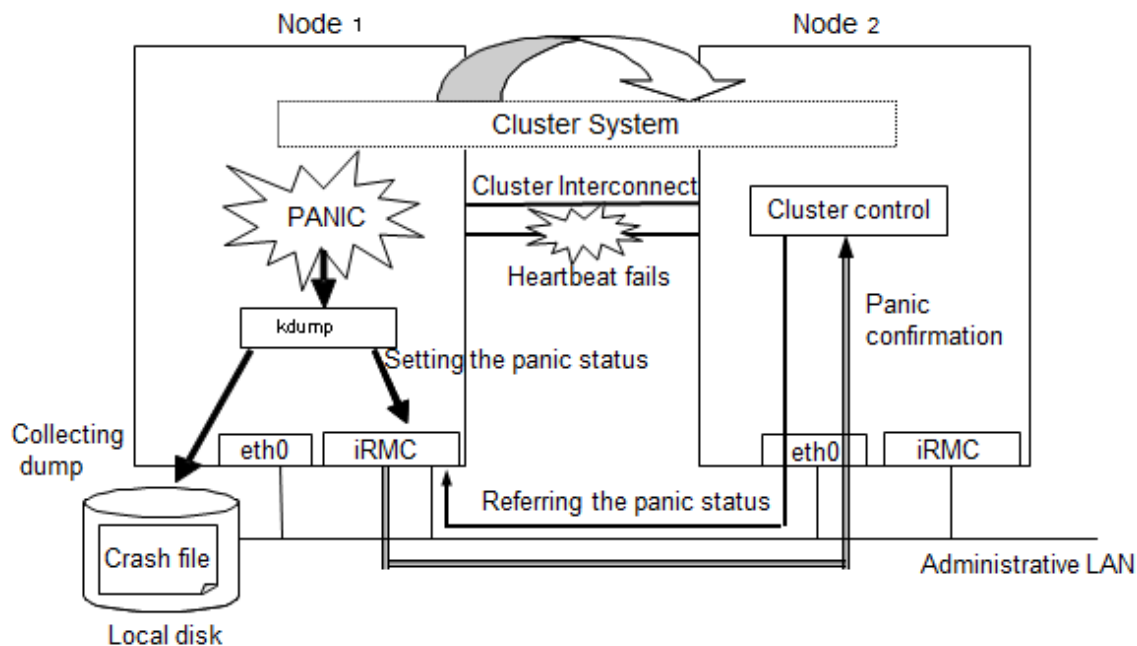 Node 1
Node 2
Cluster System
Cluster Interconnect
PANIC
Cluster control
Heartbeat fails
Panic
confirmation
kdump
Setting the panic status
Collecting
dump
eth0
iRMC
eth0
iRMC
Referring the panic status
Crash file
Administrative LAN
Local disk